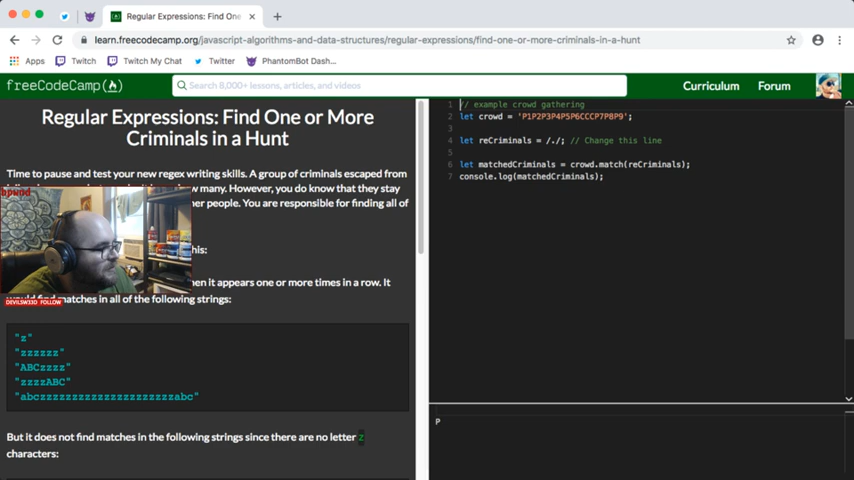 Regular Expressions: Find One
learn.freecodecamp.org/javascript-algorithms-and-data-structures/regular-expressions/find-one-or-more-criminals-in-a-hunt
Apps Twitch Twitch My Chat Twitter PhantomBot Dash...
freeCodeCamp
Search 8,000+ lessons, articles, and videos
Curriculum Forum
Regular Expressions: Find One or More
Criminals in a Hunt
Time to pause and test your new regex writing skills. A group of criminals escaped from
many. However, you do know that they stay
other people. You are responsible for finding all of
this:
when it appears one or more times in a row. It
would find matches in all of the following strings:
DEVILSW33D FOLLOW
"z"
"zzzzzz"
"ABCzzzz"
"zzzzABC"
"abczzzzzzzzzzzzzzzzzzzzzabc"
But it does not find matches in the following strings since there are no letter z
characters:
1 // example crowd gathering
2 let crowd = 'P1P2P3P4P5P6CCCP7P8P9';
3
4 let reCriminals = /./; // Change this line
5
6 let matchedCriminals = crowd.match(reCriminals);
7 console.log(matchedCriminals);
P